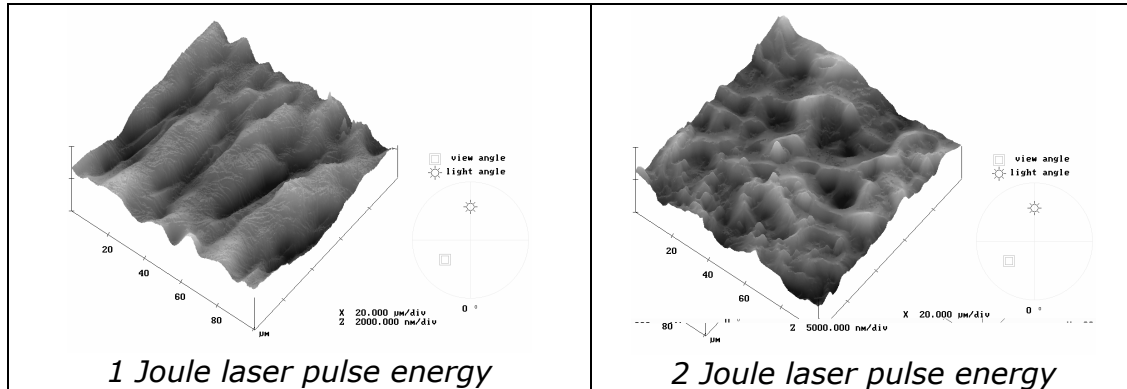 view angle
light angle
20
40
60
80
μM
0 °
X 20.000 μM/div
Z 2000.000 nM/div
1 Joule laser pulse energy
view angle
light angle
20
40
60
80
μM
0 °
X 20.000 μM/div
Z 5000.000 nM/div
2 Joule laser pulse energy